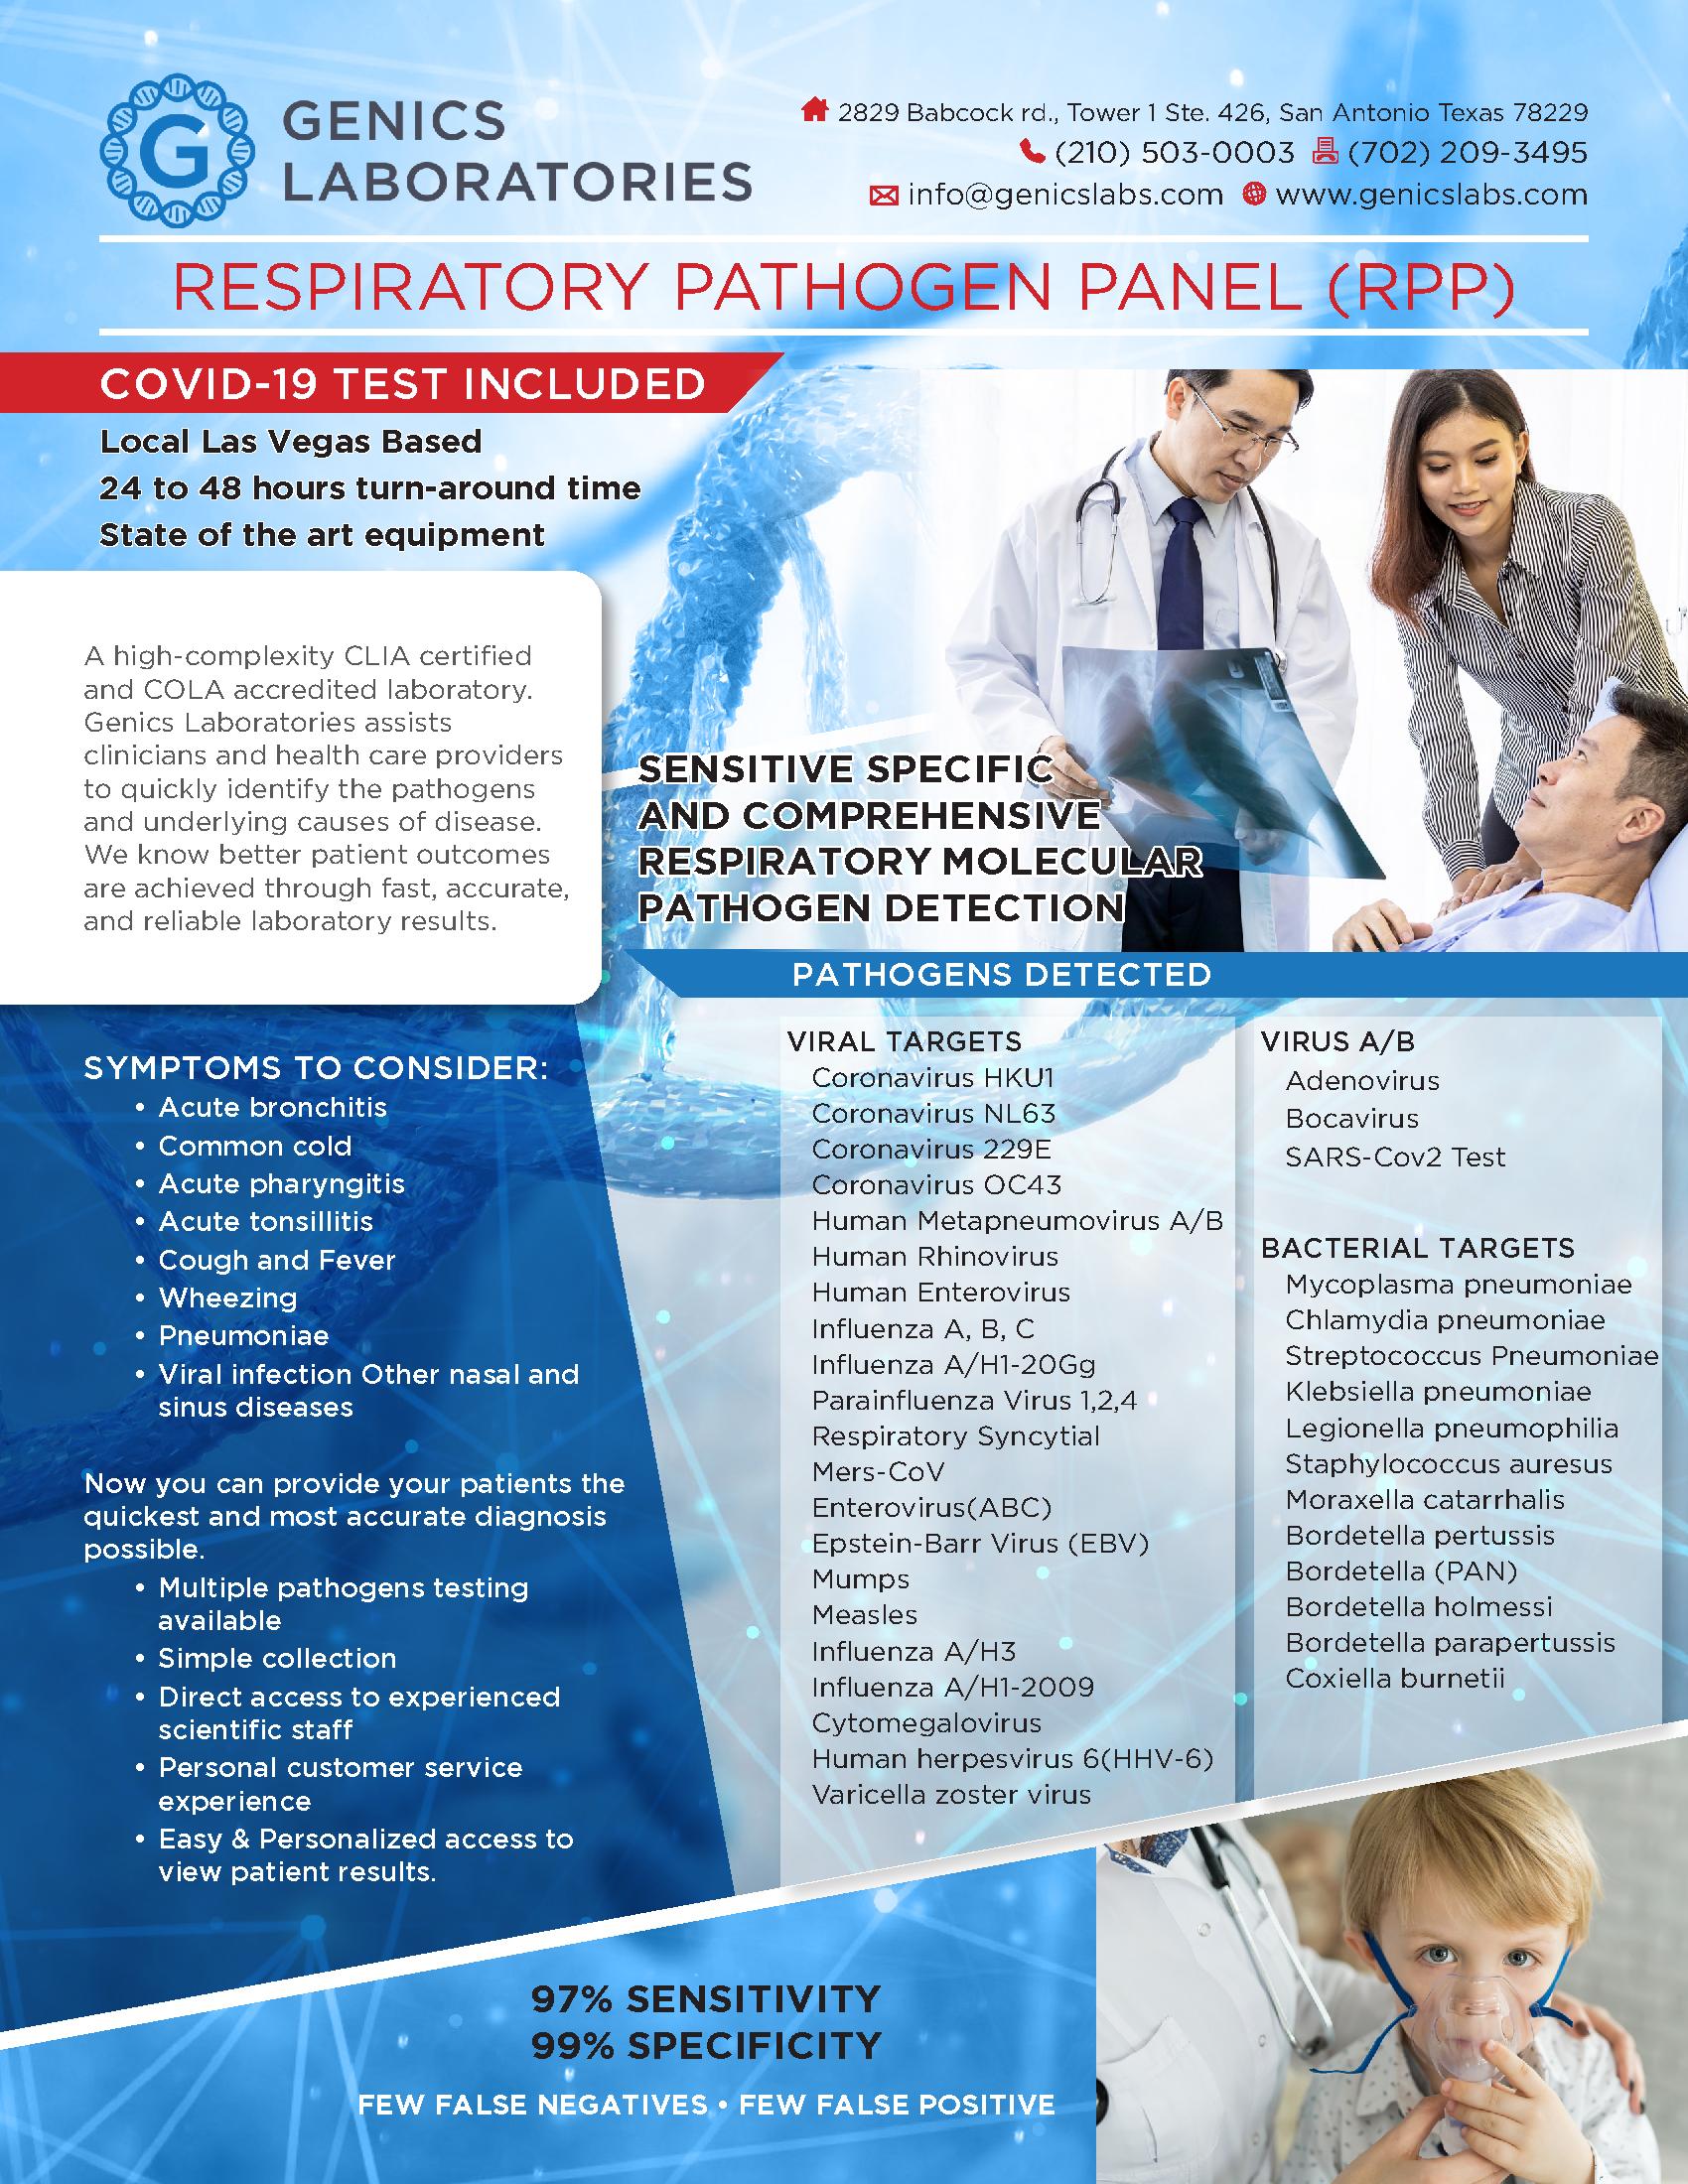 G
GENICS
LABORATORIES
2829 Babcock rd., Tower 1 Ste. 426, San Antonio Texas 78229
(210) 503-0003 (702) 209-3495
info@genicslabs.com www.genicslabs.com
RESPIRATORY PATHOGEN PANEL (RPP)
COVID-19 TEST INCLUDED
Local Las Vegas Based
24 to 48 hours turn-around time
State of the art equipment
A high-complexity CLIA certified
and COLA accredited laboratory.
Genics Laboratories assists
clinicians and health care providers
to quickly identify the pathogens
and underlying causes of disease.
We know better patient outcomes
are achieved through fast, accurate,
and reliable laboratory results.
SENSITIVE SPECIFIC
AND COMPREHENSIVE
RESPIRATORY MOLECULAR
PATHOGEN DETECTION
SYMPTOMS TO CONSIDER:
• Acute bronchitis
• Common cold
• Acute pharyngitis
• Acute tonsillitis
• Cough and Fever
• Wheezing
• Pneumoniae
• Viral infection Other nasal and
sinus diseases
Now you can provide your patients the
quickest and most accurate diagnosis
possible.
• Multiple pathogens testing
available
• Simple collection
• Direct access to experienced
scientific staff
• Personal customer service
experience
• Easy & Personalized access to
view patient results.
PATHOGENS DETECTED
VIRAL TARGETS
Coronavirus HKU1
Coronavirus NL63
Coronavirus 229E
Coronavirus OC43
Human Metapneumovirus A/B
Human Rhinovirus
Human Enterovirus
Influenza A, B, C
Influenza A/H1-20Gg
Parainfluenza Virus 1,2,4
Respiratory Syncytial
Mers-CoV
Enterovirus(ABC)
Epstein-Barr Virus (EBV)
Mumps
Measles
Influenza A/H3
Influenza A/H1-2009
Cytomegalovirus
Human herpesvirus 6(HHV-6)
Varicella zoster virus
VIRUS A/B
Adenovirus
Bocavirus
SARS-Cov2 Test
BACTERIAL TARGETS
Mycoplasma pneumoniae
Chlamydia pneumoniae
Streptococcus Pneumoniae
Klebsiella pneumoniae
Legionella pneumophilia
Staphylococcus auresus
Moraxella catarrhalis
Bordetella pertussis
Bordetella (PAN)
Bordetella holmessi
Bordetella parapertussis
Coxiella burnetii
97% SENSITIVITY
99% SPECIFICITY
FEW FALSE NEGATIVES • FEW FALSE POSITIVE